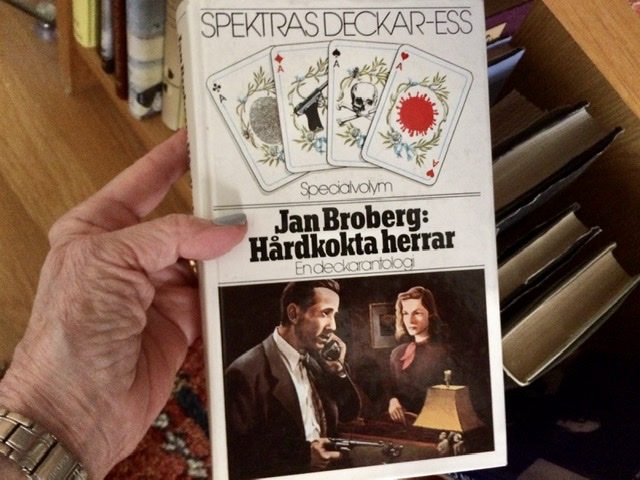 SPEKTRAS DECKAR-ESS
A
A
A
A
A
Specialvolym
Jan Broberg:
Hårdkokta herrar
En deckarantologi